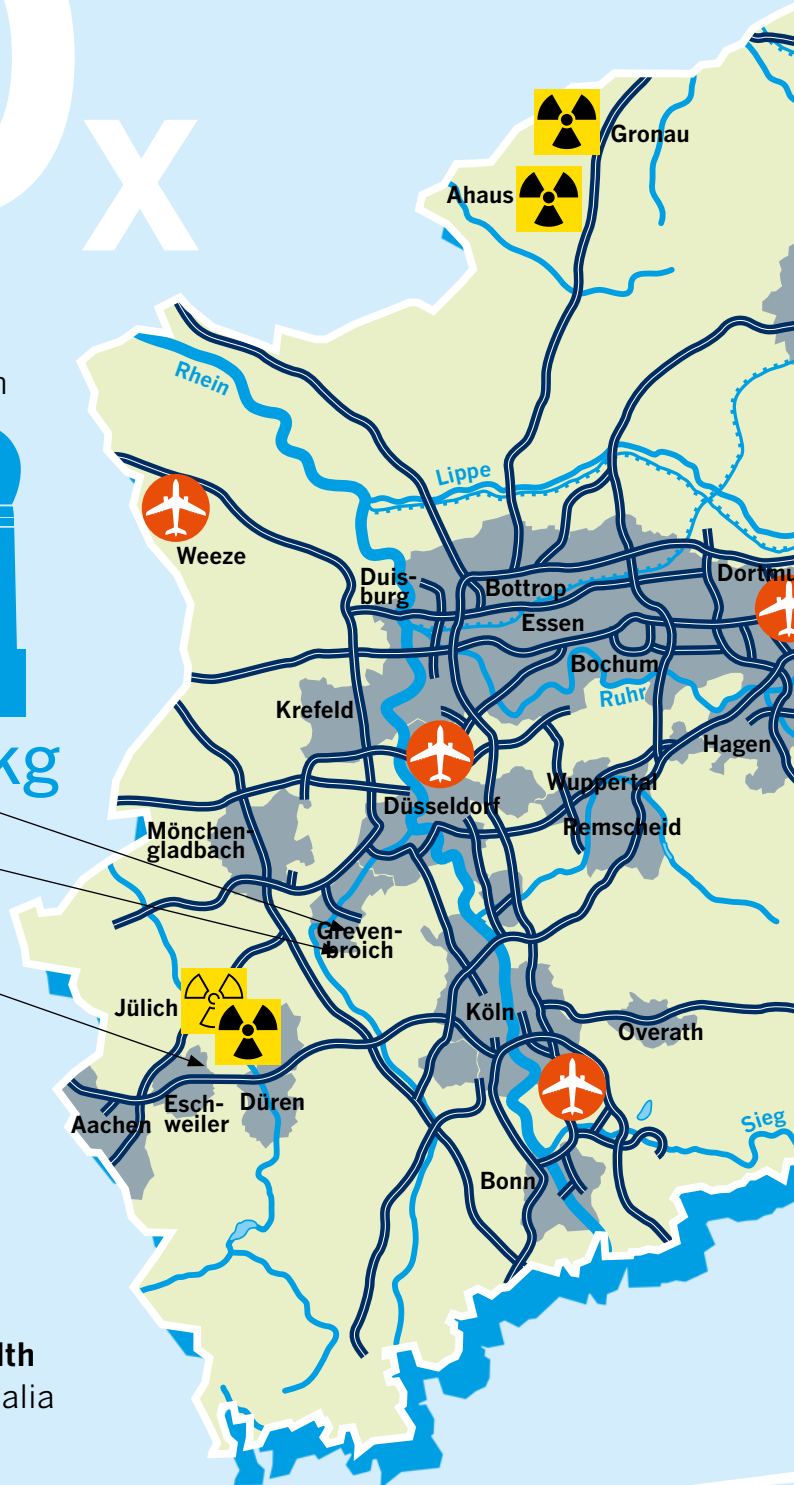 x
Gronau
Ahaus
Rhein
Lippe
Weeze
Duis-
burg
Bottrop
Dortmu
Essen
Bochum
Ruhr
Krefeld
Hagen
kg
Wuppertal
Düsseldorf
Remscheid
Mönchen-
gladbach
Greven-
broich
Jülich
Köln
Overath
Esch-
weiler
Düren
Aachen
Sieg
Bonn
lth
alia